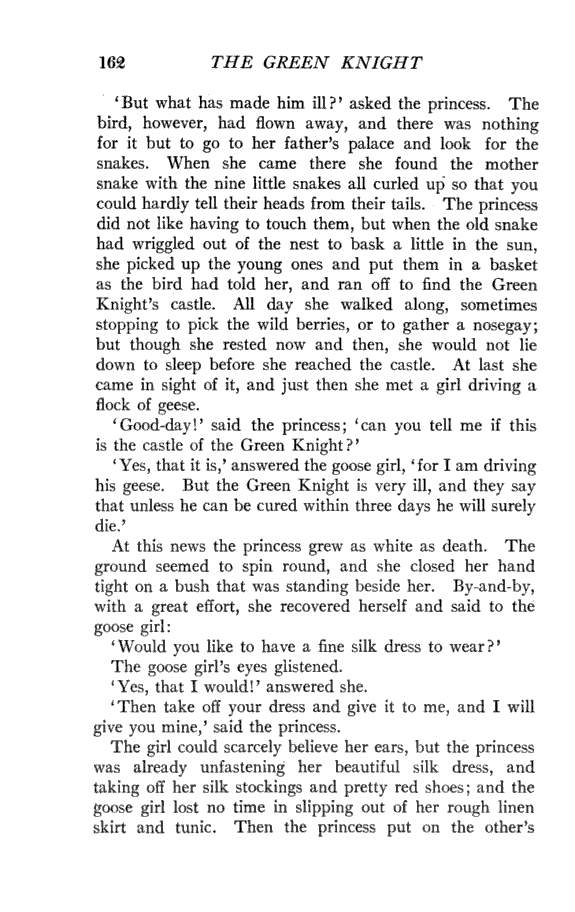 162 THE GREEN KNIGHT
‘But what has made him ill?’ asked the princess. The
bird, however, had flown away, and there was nothing
for it but to go to her father’s palace and look for the
snakes. When she came there she found the mother
snake with the nine little snakes all curled up so that you
could hardly tell their heads from their tails. The princess
did not like having to touch them, but when the old snake
had wriggled out of the nest to bask a little in the sun,
she picked up the young ones and put them in a basket
as the bird had told her, and ran off to find the Green
Knight’s castle. All day she walked along, sometimes
stopping to pick the wild berries, or to gather a nosegay;
but though she rested now and then, she would not lie
down to sleep before she reached the castle. At last she
came in sight of it, and just then she met a girl driving a
flock of geese.
‘Good-day!’ said the princess; ‘can you tell me if this
is the castle of the Green Knight?’
‘Yes, that it is,’ answered the goose girl, ‘for I am driving
his geese. But the Green Knight is very ill, and they say
that unless he can be cured within three days he will surely
die.’
At this news the princess grew as white as death. The
ground seemed to spin round, and she closed her hand
tight on a bush that was standing beside her. By-and-by,
with a great effort, she recovered herself and said to the
goose girl:
‘Would you like to have a fine silk dress to wear?’
The goose girl’s eyes glistened.
‘Yes, that I would!’ answered she.
‘Then take off your dress and give it to me, and I will
give you mine,’ said the princess.
The girl could scarcely believe her ears, but the princess
was already unfastening her beautiful silk dress, and
taking off her silk stockings and pretty red shoes; and the
goose girl lost no time in slipping out of her rough linen
skirt and tunic. Then the princess put on the other’s